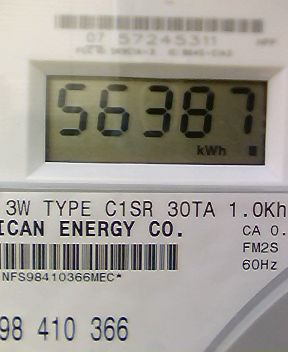 07 57245311
56387
kWh
3W TYPE C1SR 30TA 1.0Kh
ICAN ENERGY CO.
CA 0.
FM2S
60Hz
NFS98410366MEC*
98 410 366